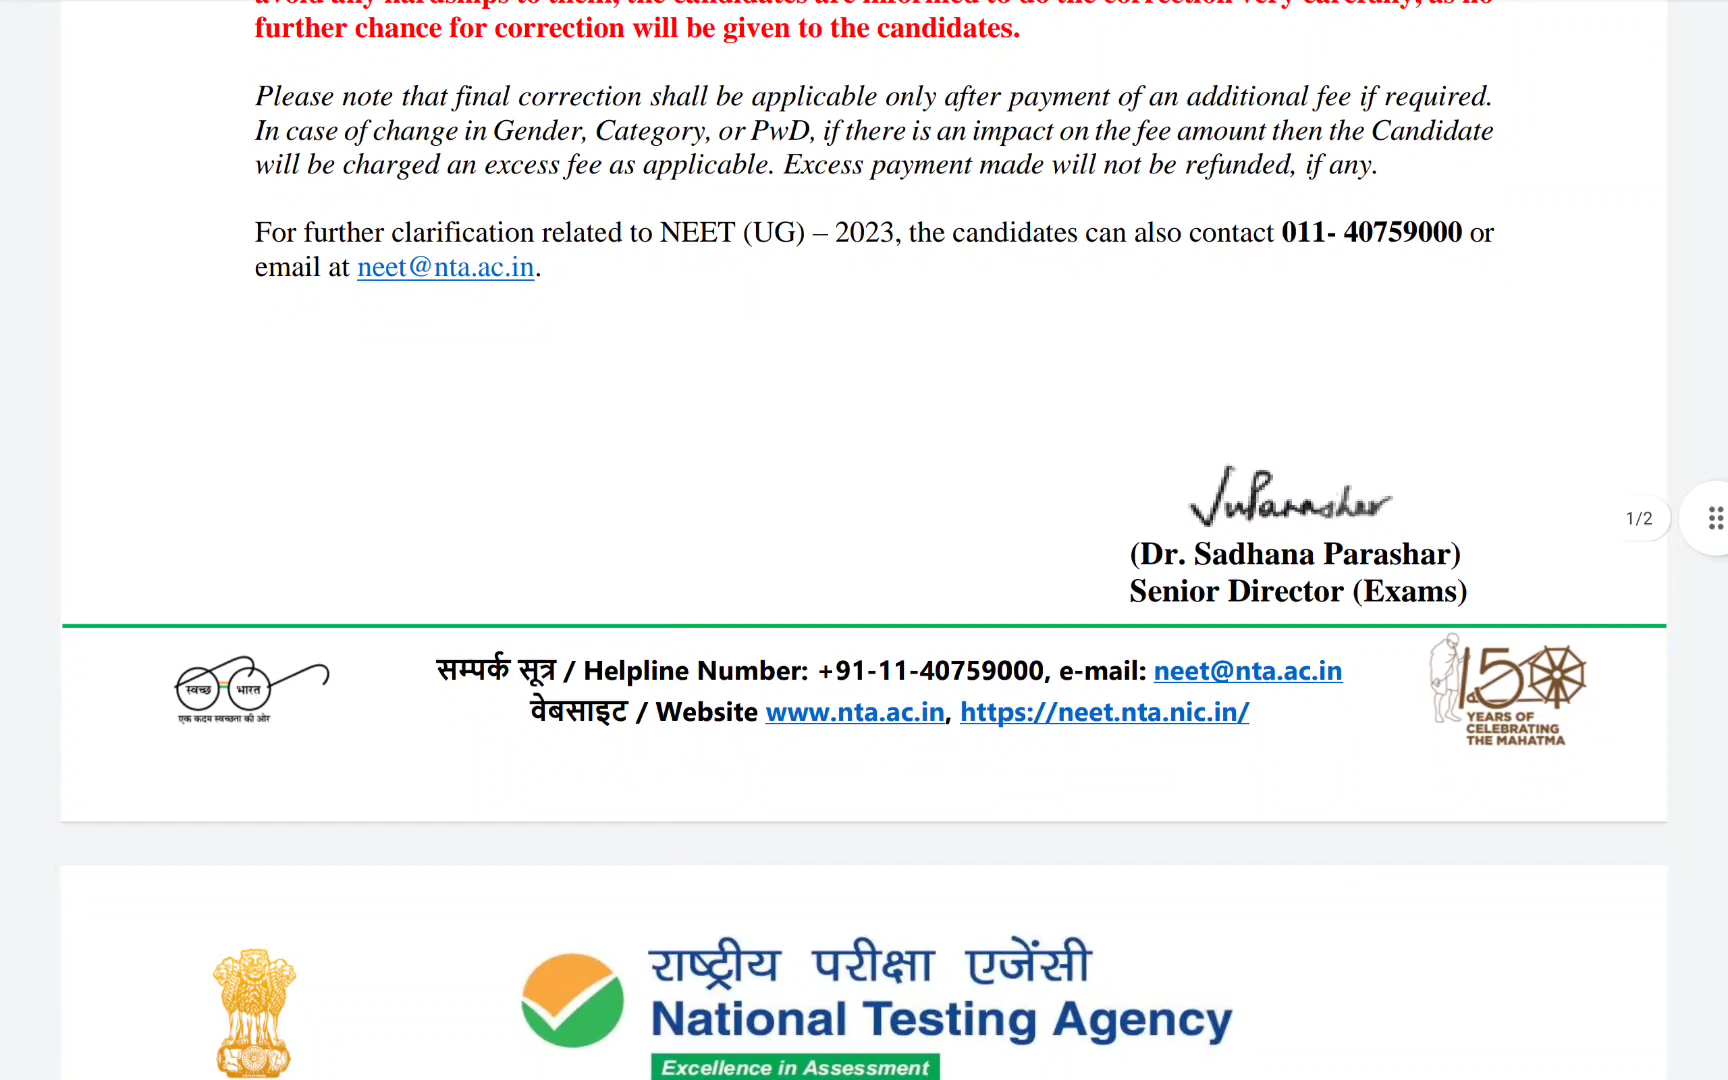 further chance for correction will be given to the candidates.
Please note that final correction shall be applicable only after payment of an additional fee if required.
In case of change in Gender, Category, or PwD, if there is an impact on the fee amount then the Candidate
will be charged an excess fee as applicable. Excess payment made will not be refunded, if any.
For further clarification related to NEET (UG) – 2023, the candidates can also contact 011- 40759000 or
email at neet@nta.ac.in.
1/2
(Dr. Sadhana Parashar)
Senior Director (Exams)
स्वच्छ भारत
एक कदम स्वच्छता की ओर
सम्पर्क सूत्र / Helpline Number: +91-11-40759000, e-mail: neet@nta.ac.in
वेबसाइट / Website www.nta.ac.in, https://neet.nta.nic.in/
150
YEARS OF
CELEBRATING
THE MAHATMA
राष्ट्रीय परीक्षा एजेंसी
National Testing Agency
Excellence in Assessment